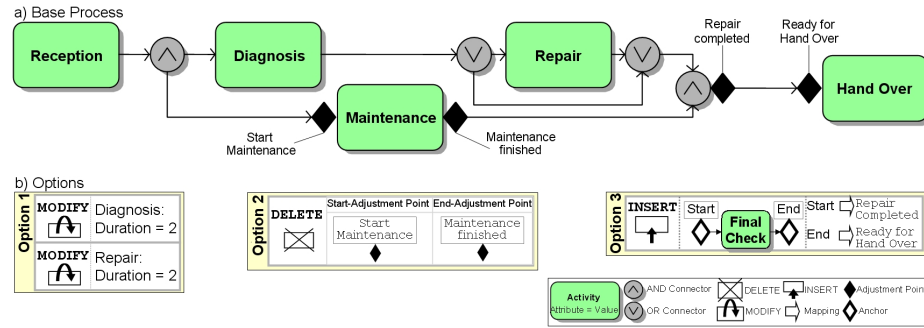 a) Base Process
Reception
Diagnosis
Repair
Repair
completed
Ready for
Hand Over
Hand Over
Maintenance
Start
Maintenance
Maintenance
finished
b) Options
Option 1
MODIFY
Diagnosis:
Duration = 2
MODIFY
Repair:
Duration = 2
Option 2
DELETE
Start-Adjustment Point
End-Adjustment Point
Start
Maintenance
Maintenance
finished
Option 3
INSERT
Start
Final
Check
End
Start
Repair
Completed
End
Ready for
Hand Over
Activity
Attribute = Value
AND Connector
DELETE
INSERT
Adjustment Point
OR Connector
MODIFY
Mapping
Anchor